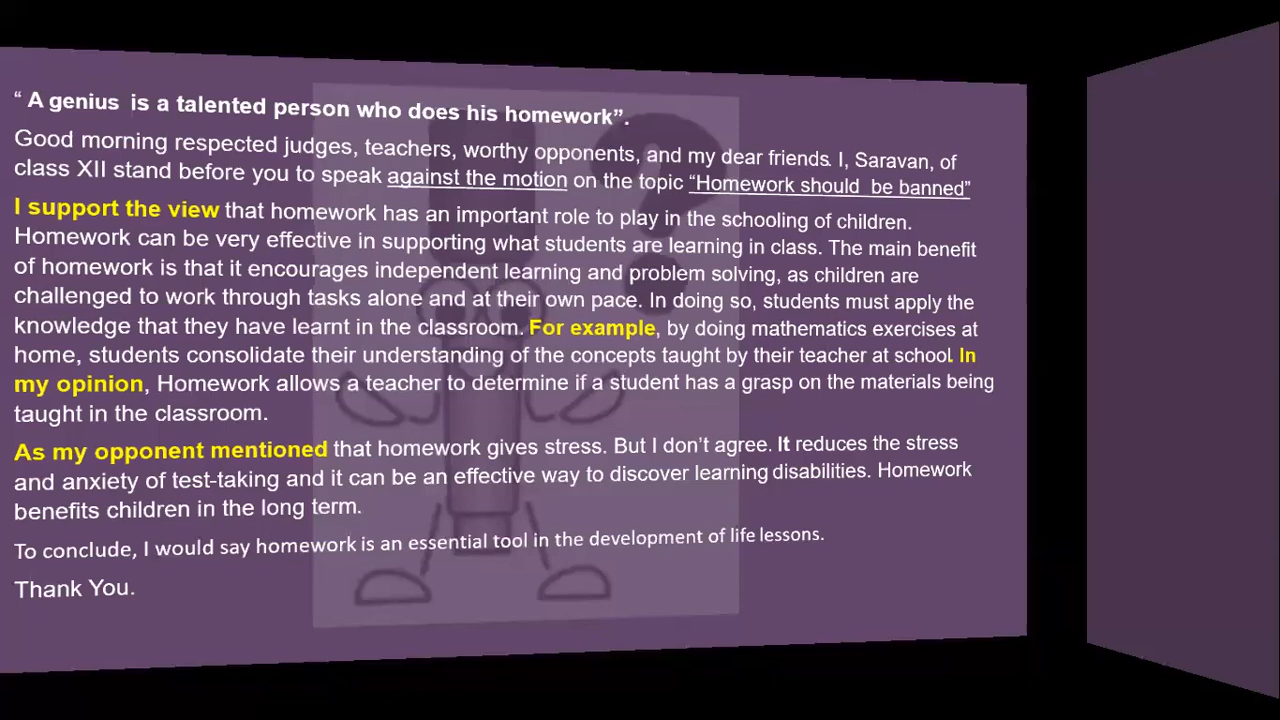 “ A genius is a talented person who does his homework”.
Good morning respected judges, teachers, worthy opponents, and my dear friends. I, Saravan, of
class XII stand before you to speak against the motion on the topic “Homework should be banned”
I support the view that homework has an important role to play in the schooling of children.
Homework can be very effective in supporting what students are learning in class. The main benefit
of homework is that it encourages independent learning and problem solving, as children are
challenged to work through tasks alone and at their own pace. In doing so, students must apply the
knowledge that they have learnt in the classroom. For example, by doing mathematics exercises at
home, students consolidate their understanding of the concepts taught by their teacher at school. In
my opinion, Homework allows a teacher to determine if a student has a grasp on the materials being
taught in the classroom.
As my opponent mentioned that homework gives stress. But I don’t agree. It reduces the stress
and anxiety of test-taking and it can be an effective way to discover learning disabilities. Homework
benefits children in the long term.
To conclude, I would say homework is an essential tool in the development of life lessons.
Thank You.